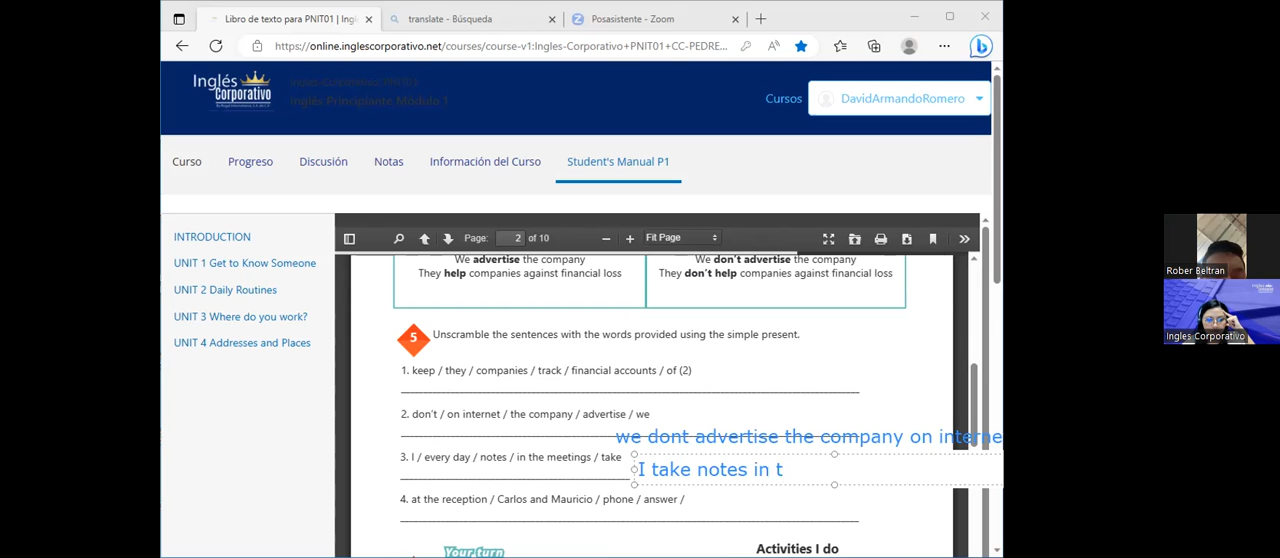 Libro de texto para PNIT01 | Ing
translate - Búsqueda
Posasistente - Zoom
https://online.inglescorporativo.net/courses/course-v1:Ingles-Corporativo+PNIT01+CC-PEDRE...
Inglés
Corporativo
Ingles-Corporativo: PNIT01
Inglés Principiante Modulo 1
Cursos
DavidArmandoRomero
Curso
Progreso
Discusión
Notas
Información del Curso
Student's Manual P1
INTRODUCTION
UNIT 1 Get to Know Someone
UNIT 2 Daily Routines
UNIT 3 Where do you work?
UNIT 4 Addresses and Places
Page: 2 of 10
Fit Page
We advertise the company
They help companies against financial loss
We don't advertise the company
They don't help companies against financial loss
5 Unscramble the sentences with the words provided using the simple present.
1. keep / they / companies / track / financial accounts / of (2)
2. don't / on internet / the company / advertise / we
we dont advertise the company on interne
3. I / every day / notes / in the meetings / take
I take notes in t
4. at the reception / Carlos and Mauricio / phone / answer /
Your turn
Activities I do
Rober Beltran
Ingles Corporativo